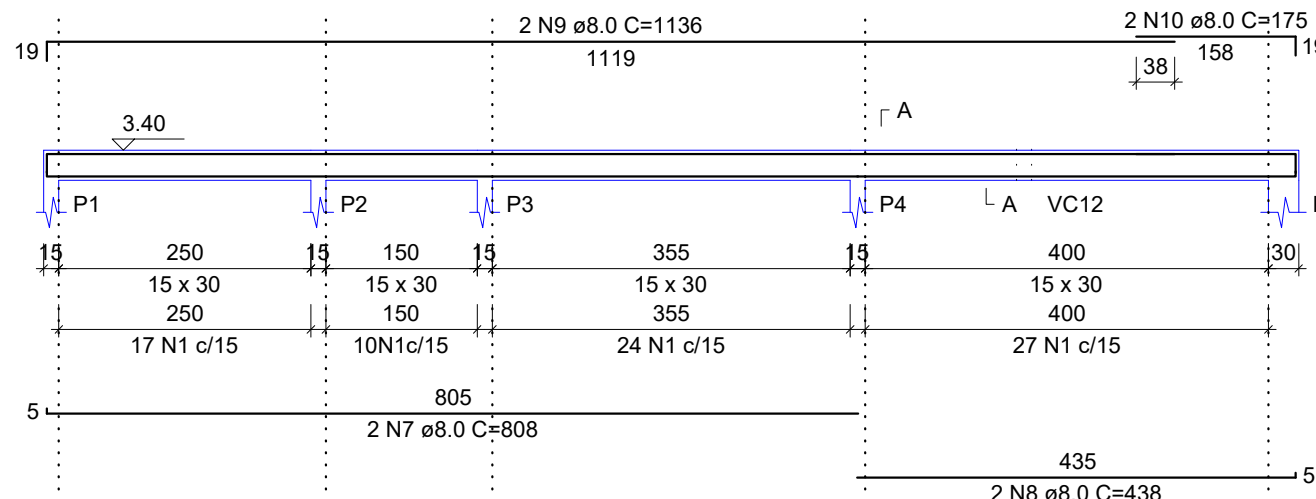 2 N9 ø8.0 C=1136
2 N10 ø8.0 C=175
19
1119
158
19
38
A
3.40
P1
P2
P3
P4
A
VC12
15
250
15
150
15
355
15
400
30
15 x 30
15 x 30
15 x 30
15 x 30
250
150
355
400
17 N1 c/15
10N1c/15
24 N1 c/15
27 N1 c/15
5
805
2 N7 ø8.0 C=808
435
5
2 N8 ø8.0 C=438